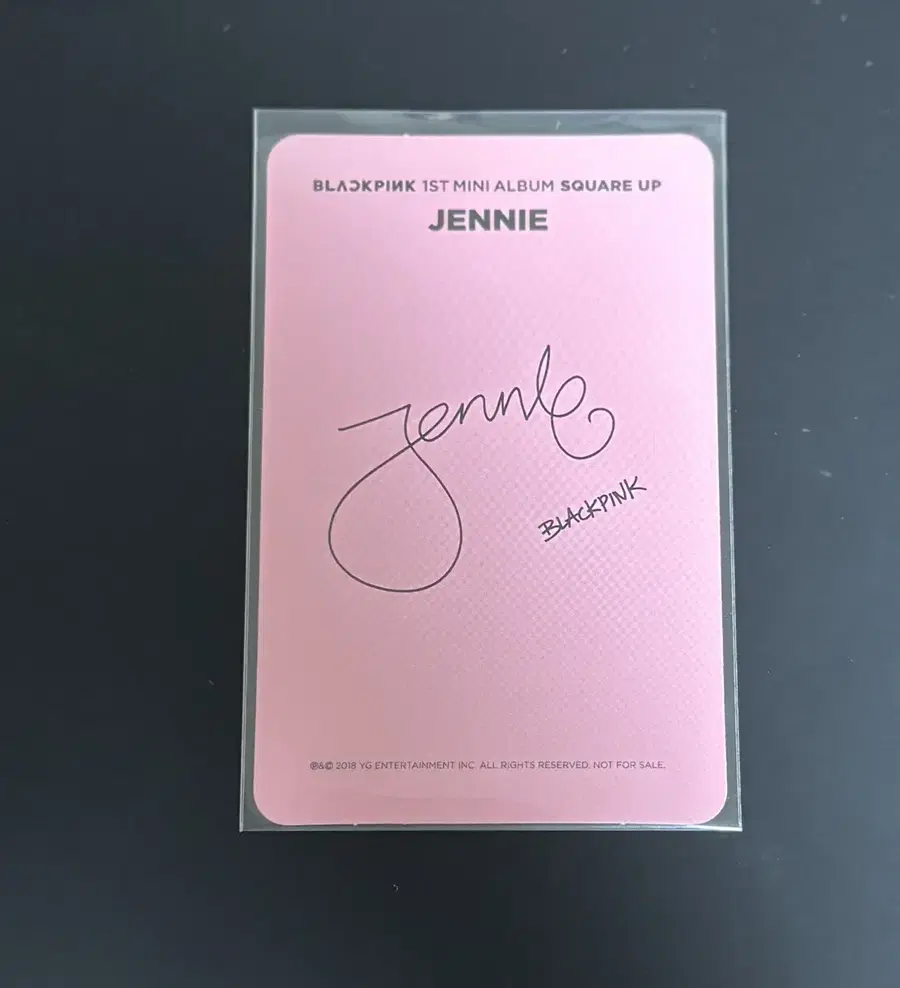 BLACKPINK 1ST MINI ALBUM SQUARE UP
JENNIE
Jennie
BLACKPINK
℗&© 2018 YG ENTERTAINMENT INC. ALL RIGHTS RESERVED. NOT FOR SALE.